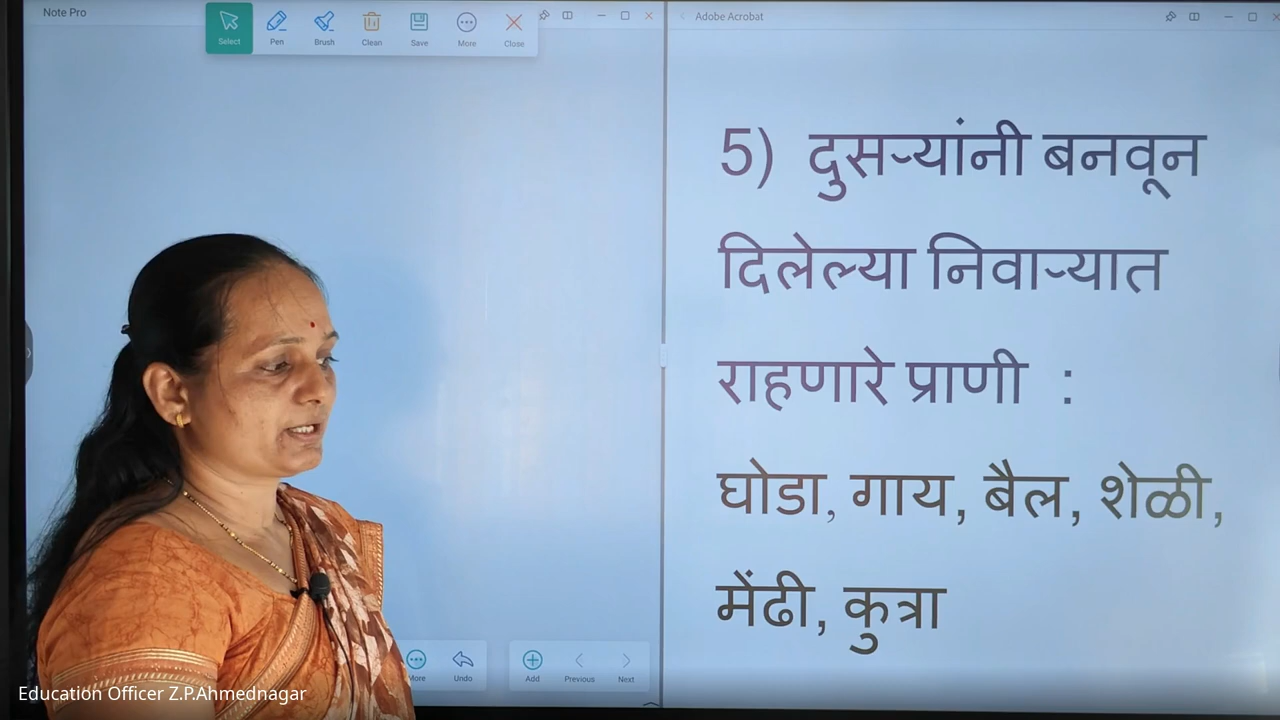 Note Pro
Select Pen Brush Clean Save More Close
Adobe Acrobat
5) दुसऱ्यांनी बनवून
दिलेल्या निवाऱ्यात
राहणारे प्राणी :
घोडा, गाय, बैल, शेळी,
मेंढी, कुत्रा
More Undo Add Previous Next
Education Officer Z.P.Ahmednagar